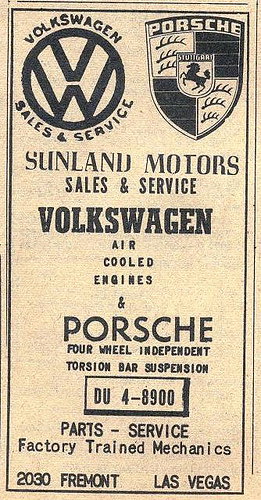 VOLKSWAGEN
VW
SALES & SERVICE
PORSCHE
STUTTGART
SUNLAND MOTORS
SALES & SERVICE
VOLKSWAGEN
AIR
COOLED
ENGINES
&
PORSCHE
FOUR WHEEL INDEPENDENT
TORSION BAR SUSPENSION
DU 4-8900
PARTS - SERVICE
Factory Trained Mechanics
2030 FREMONT LAS VEGAS